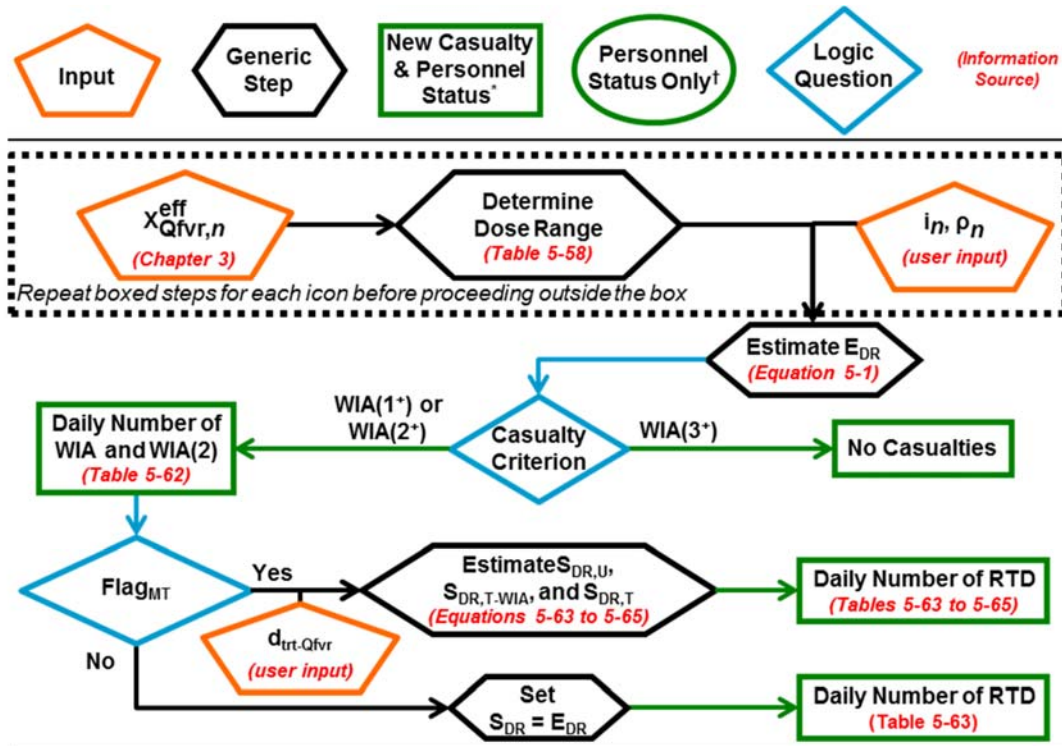 Input
Generic
Step
New Casualty
& Personnel
Status*
Personnel
Status Only†
Logic
Question
(Information
Source)
X^eff_Qfvr,n
(Chapter 3)
Determine
Dose Range
(Table 5-58)
i_n, ρ_n
(user input)
Repeat boxed steps for each icon before proceeding outside the box
Estimate E_DR
(Equation 5-1)
WIA(1⁺) or
WIA(2⁺)
Casualty
Criterion
WIA(3⁺)
No Casualties
Daily Number of
WIA and WIA(2)
(Table 5-62)
Flag_MT
Yes
EstimateS_DR,U,
S_DR,T-WIA, and S_DR,T
(Equations 5-63 to 5-65)
Daily Number of RTD
(Tables 5-63 to 5-65)
d_trt-Qfvr
(user input)
No
Set
S_DR = E_DR
Daily Number of RTD
(Table 5-63)